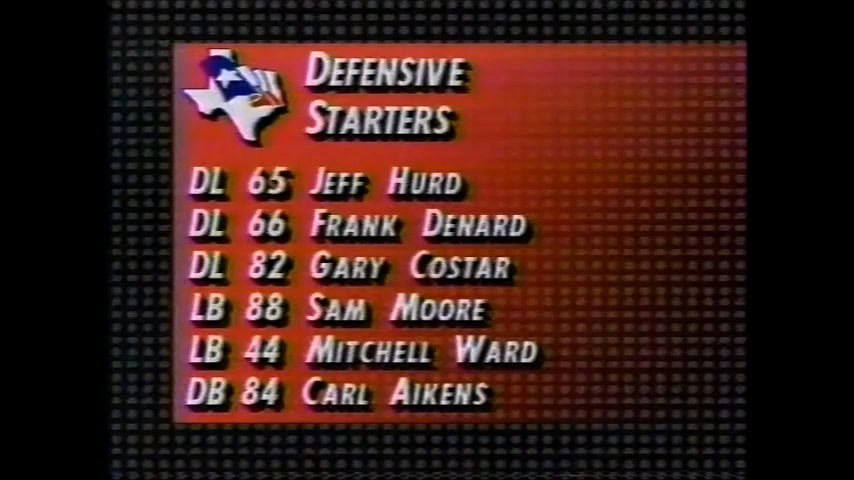 DEFENSIVE
STARTERS
DL 65 JEFF HURD
DL 66 FRANK DENARD
DL 82 GARY COSTAR
LB 88 SAM MOORE
LB 44 MITCHELL WARD
DB 84 CARL AIKENS